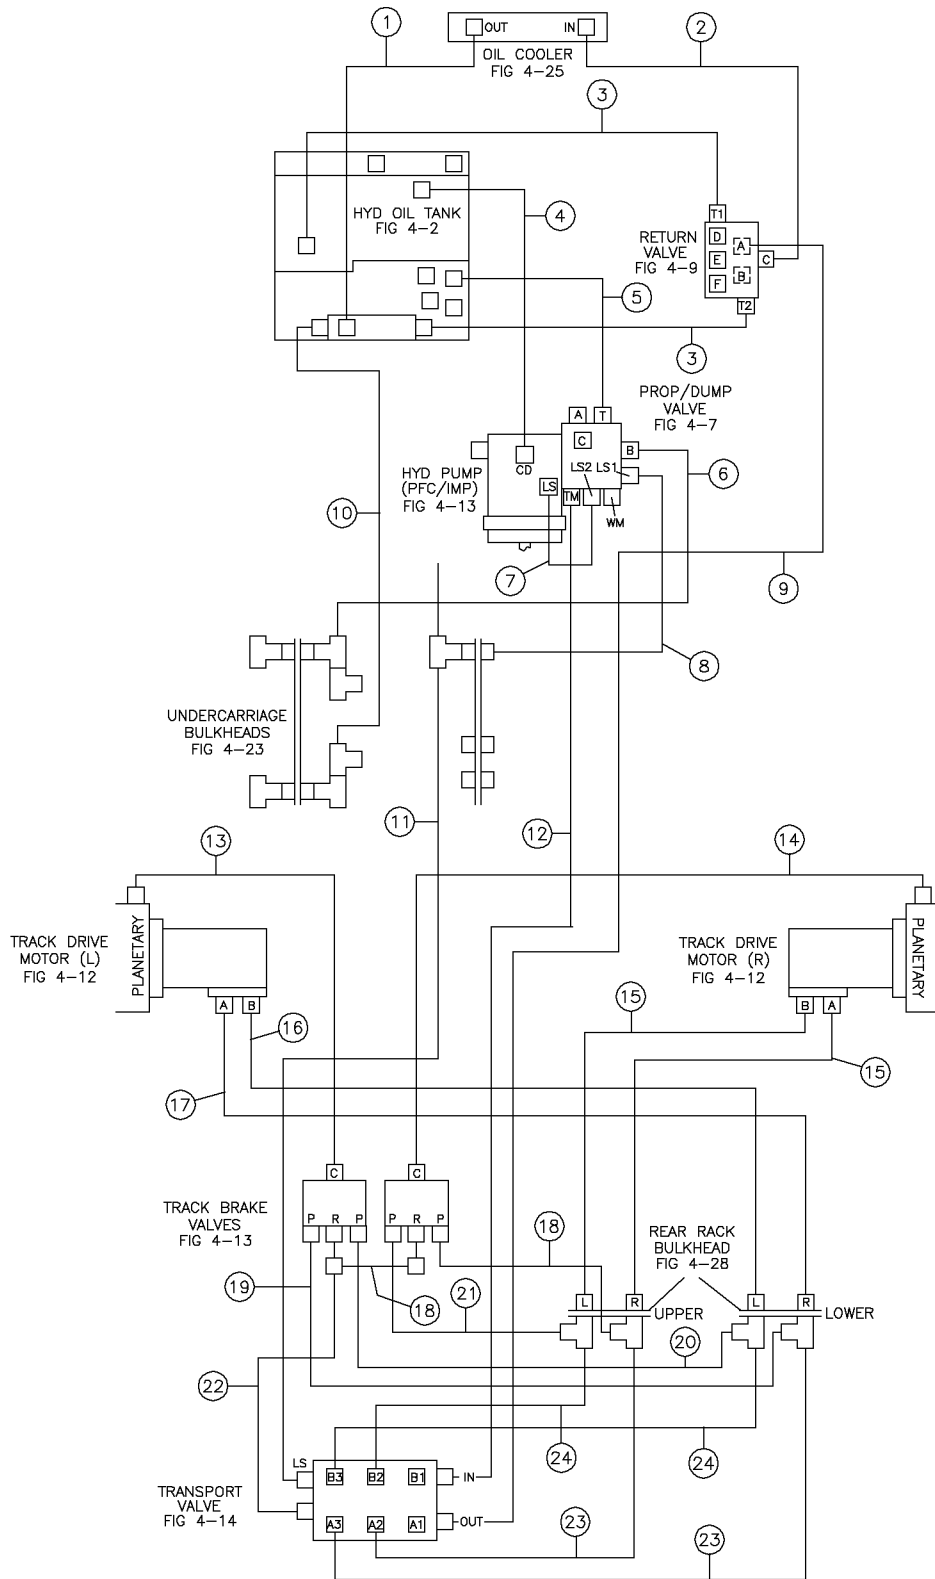 1
OUT
IN
2
OIL COOLER
FIG 4-25
3
HYD OIL TANK
FIG 4-2
4
T1
RETURN
VALVE
FIG 4-9
D
A
E
C
B
F
T2
5
3
PROP/DUMP
VALVE
FIG 4-7
A
T
C
B
HYD PUMP
(PFC/IMP)
FIG 4-13
CD
LS2
LS1
LS
TM
WM
6
10
7
9
8
UNDERCARRIAGE
BULKHEADS
FIG 4-23
11
12
13
14
TRACK DRIVE
MOTOR (L)
FIG 4-12
PLANETARY
A
B
TRACK DRIVE
MOTOR (R)
FIG 4-12
PLANETARY
B
A
16
15
15
17
TRACK BRAKE
VALVES
FIG 4-13
C
P
R
P
C
P
R
P
18
REAR RACK
BULKHEAD
FIG 4-28
19
18
21
L
R
UPPER
L
R
LOWER
20
22
24
24
TRANSPORT
VALVE
FIG 4-14
LS
B3
B2
B1
IN
A3
A2
A1
OUT
23
23